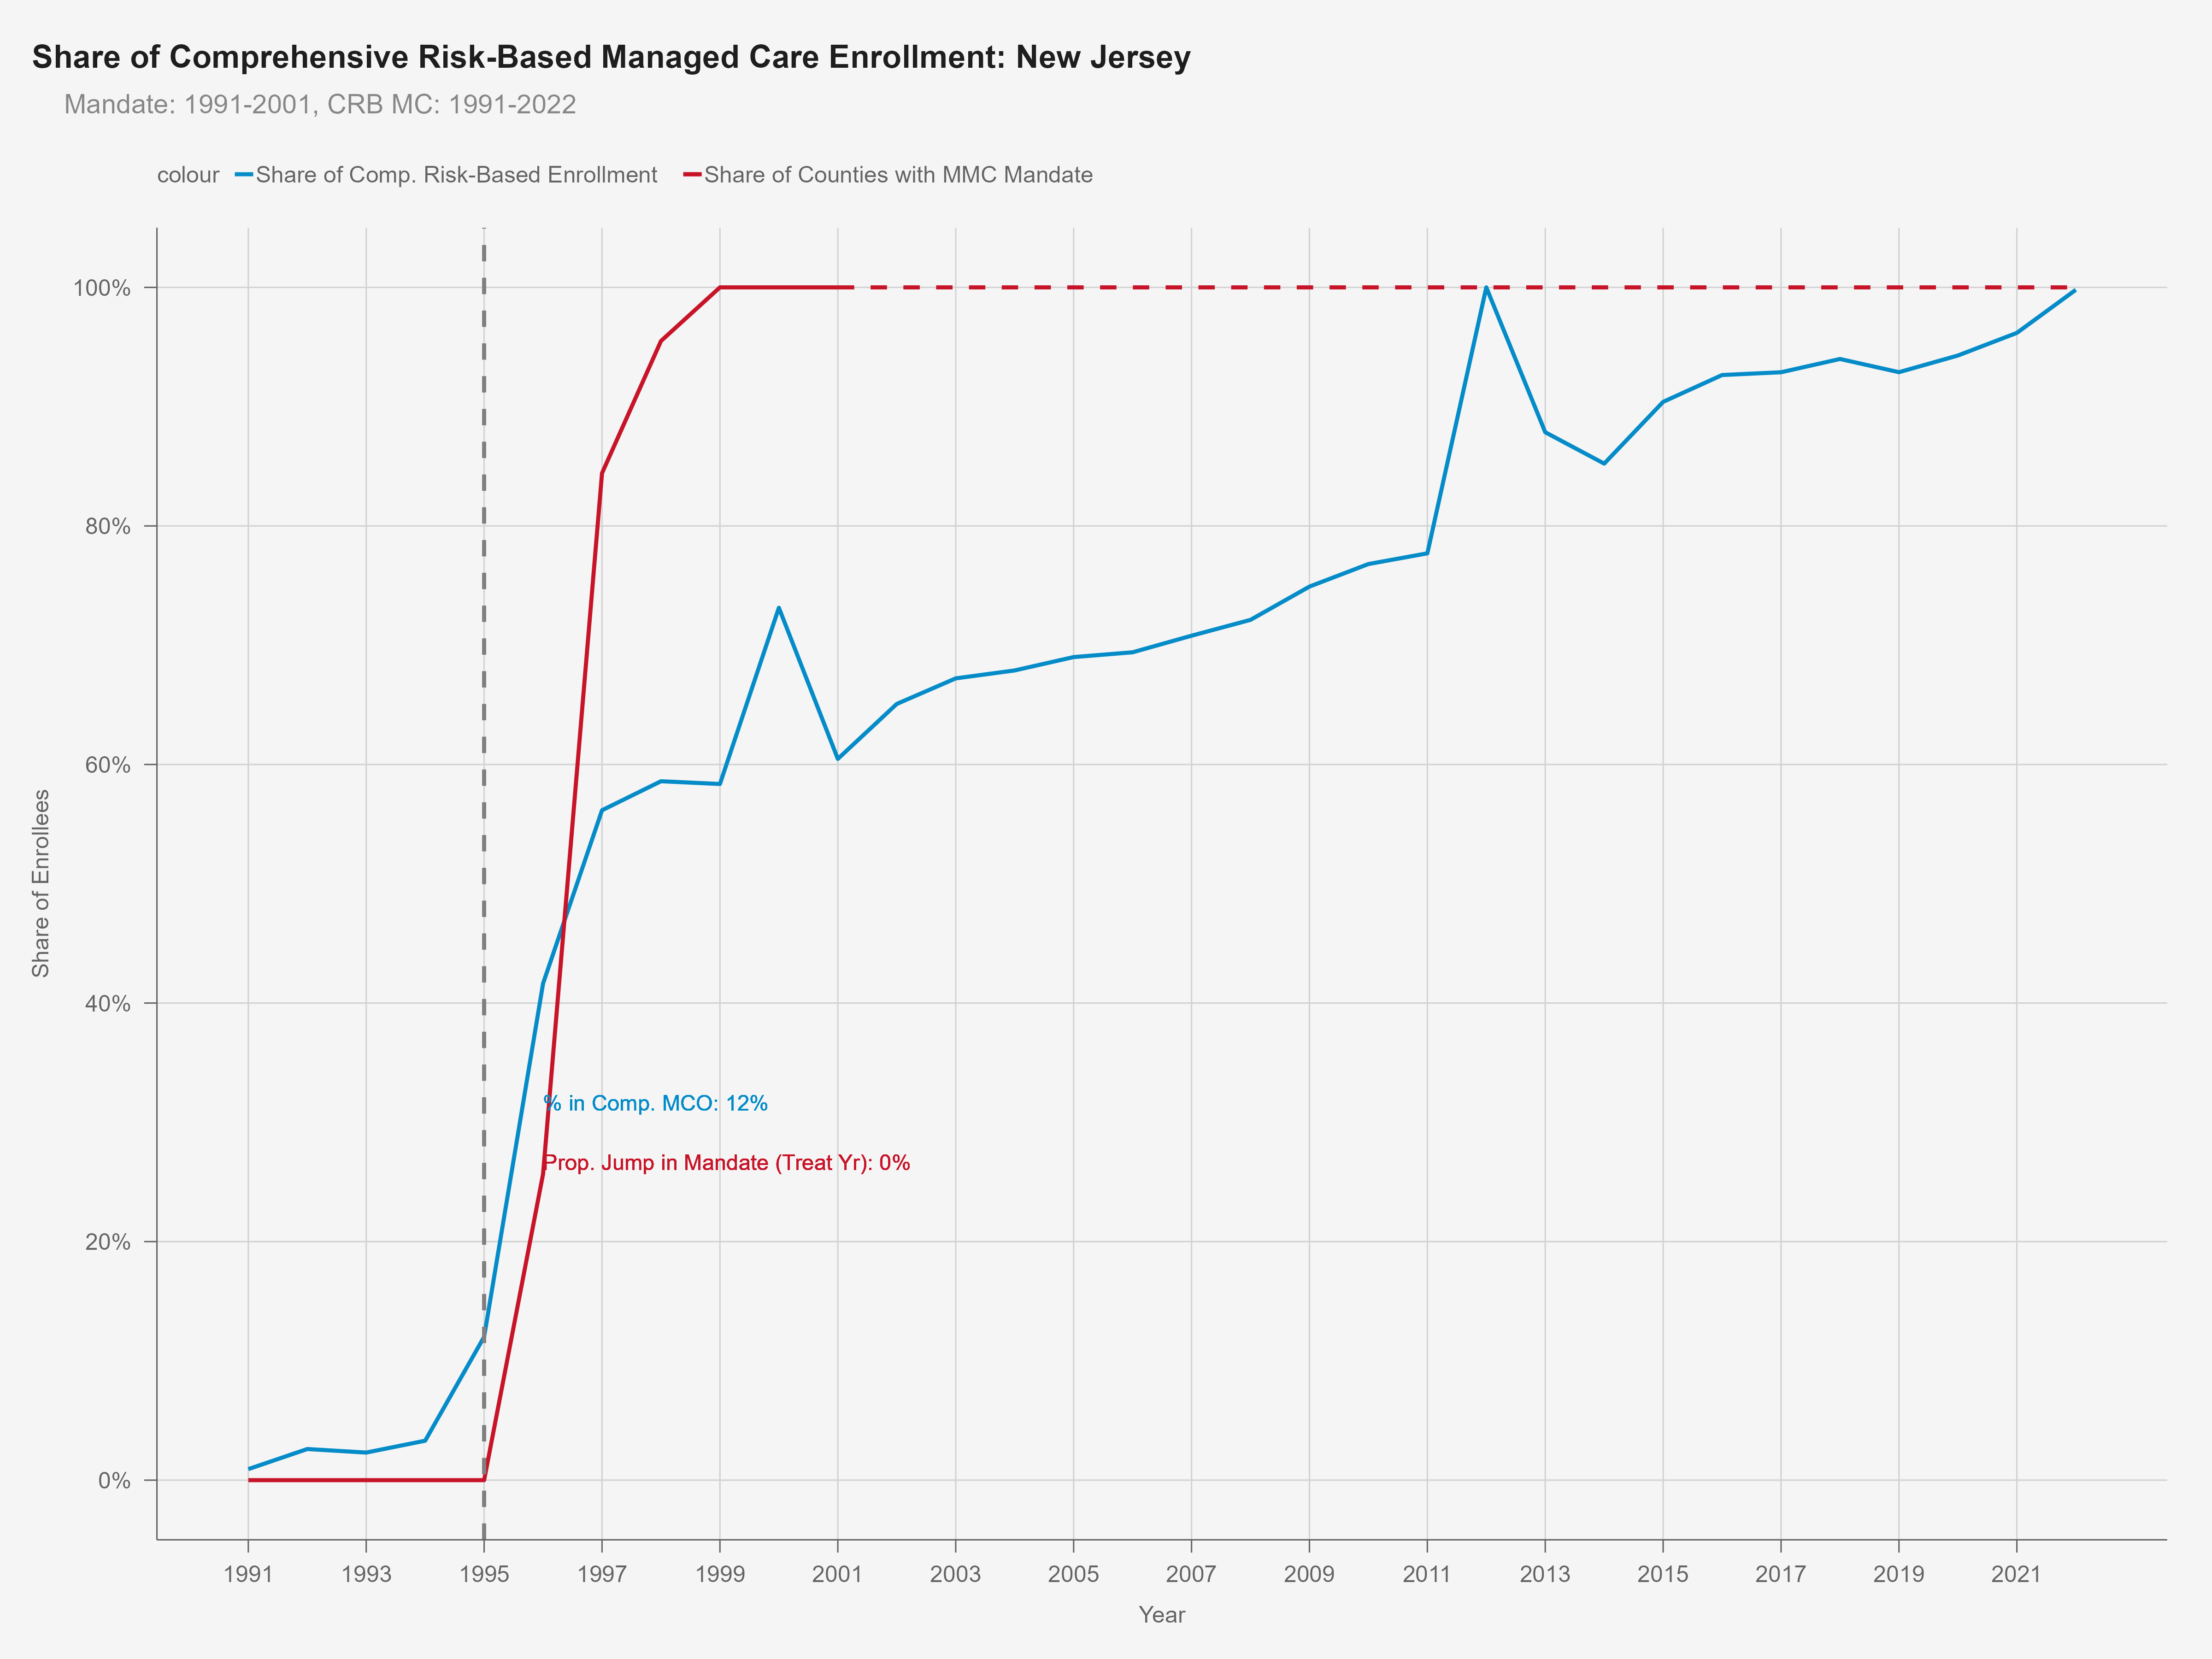 Share of Comprehensive Risk-Based Managed Care Enrollment: New Jersey
Mandate: 1991-2001, CRB MC: 1991-2022
colour Share of Comp. Risk-Based Enrollment Share of Counties with MMC Mandate
100%
80%
60%
40%
20%
0%
Share of Enrollees
% in Comp. MCO: 12%
Prop. Jump in Mandate (Treat Yr): 0%
1991 1993 1995 1997 1999 2001 2003 2005 2007 2009 2011 2013 2015 2017 2019 2021
Year